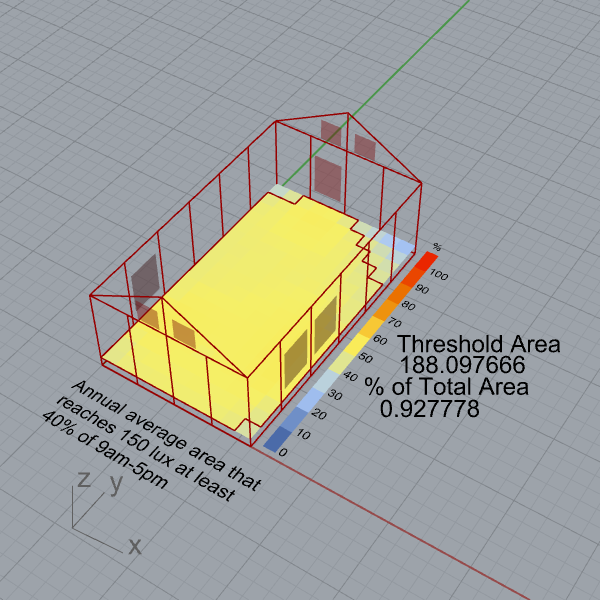 %
100
90
80
70
60
50
40
30
20
10
0
Threshold Area
188.097666
% of Total Area
0.927778
Annual average area that
reaches 150 lux at least
40% of 9am-5pm
z
y
x